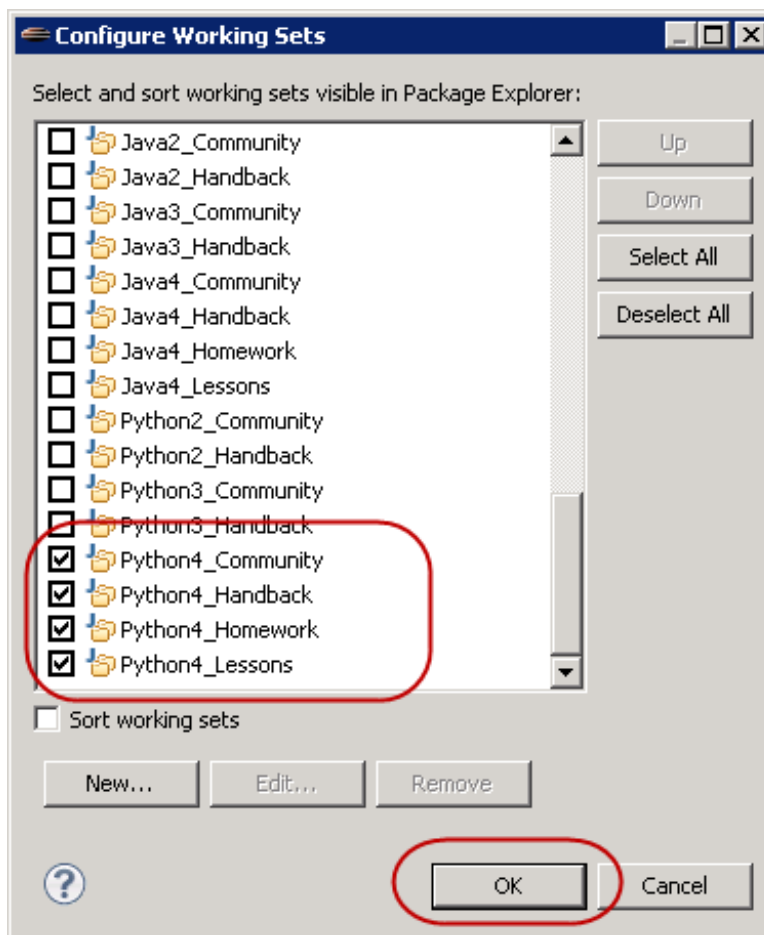 Configure Working Sets
Select and sort working sets visible in Package Explorer:
Java2_Community
Java2_Handback
Java3_Community
Java3_Handback
Java4_Community
Java4_Handback
Java4_Homework
Java4_Lessons
Python2_Community
Python2_Handback
Python3_Community
Python3_Handback
Python4_Community
Python4_Handback
Python4_Homework
Python4_Lessons
Up
Down
Select All
Deselect All
Sort working sets
New... Edit... Remove
? OK Cancel